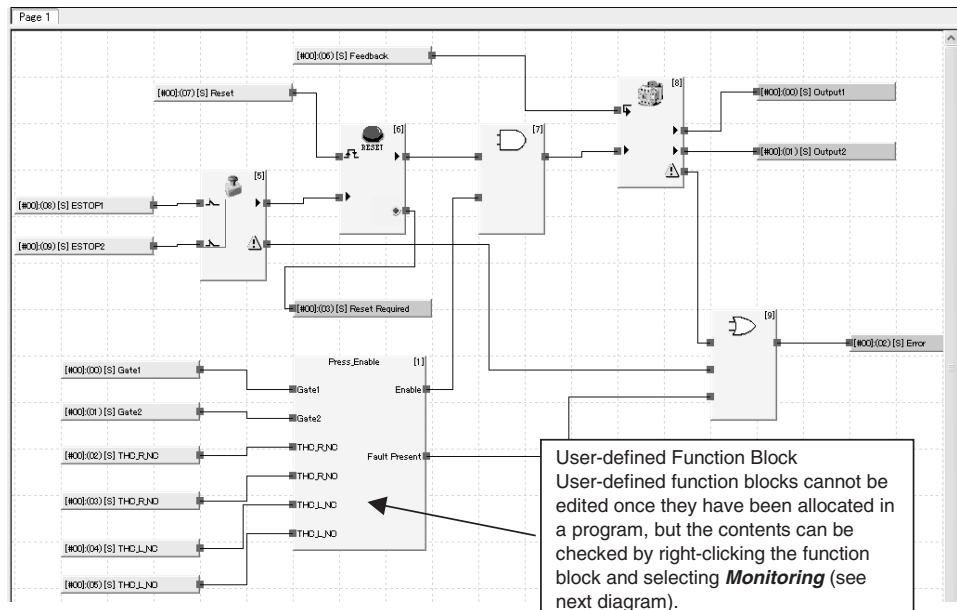 Page 1
[#00]:(06) [S] Feedback
[8]
[#00]:(07) [S] Reset
[#00]:(00) [S] Output1
[6]
[7]
RESET
[#00]:(01) [S] Output2
[5]
[#00]:(08) [S] ESTOP1
[#00]:(09) [S] ESTOP2
[#00]:(03) [S] Reset Required
[9]
[#00]:(02) [S] Error
Press_Enable [1]
[#00]:(00) [S] Gate1
Gate1 Enable
[#00]:(01) [S] Gate2
Gate2
[#00]:(02) [S] THC_R_NC
THC_R_NC
Fault Present
[#00]:(03) [S] THC_R_NO
THC_R_NO
[#00]:(04) [S] THC_L_NC
THC_L_NC
[#00]:(05) [S] THC_L_NO
THC_L_NO
User-defined Function Block
User-defined function blocks cannot be
edited once they have been allocated in
a program, but the contents can be
checked by right-clicking the function
block and selecting Monitoring (see
next diagram).